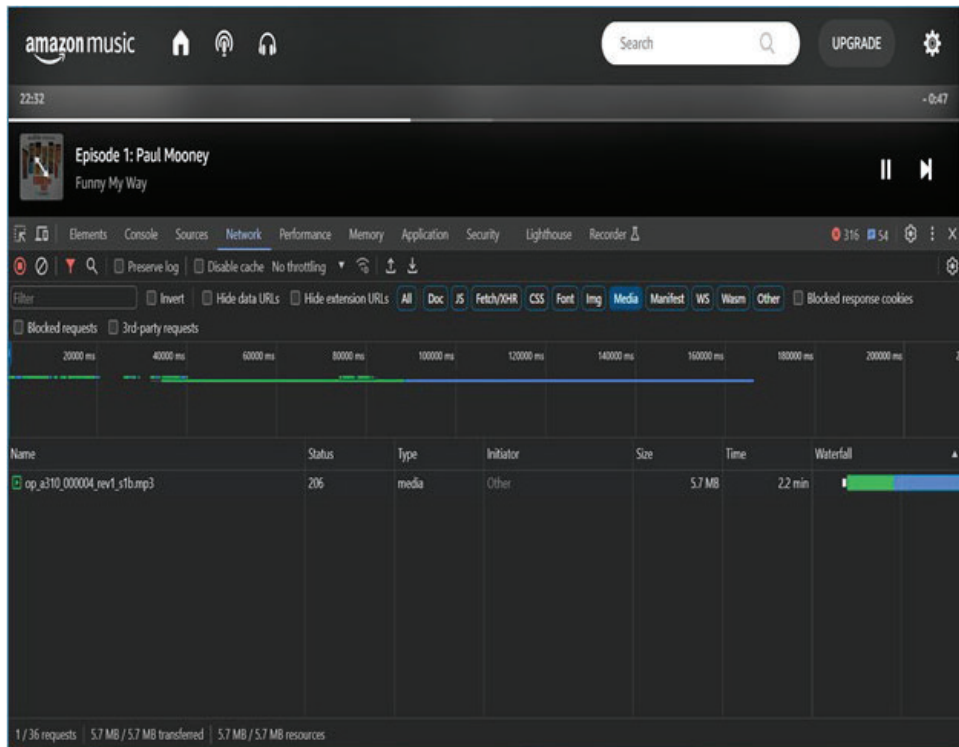 amazon music Search UPGRADE
22:32 - 0:47
Episode 1: Paul Mooney
Funny My Way
Elements Console Sources Network Performance Memory Application Security Lighthouse Recorder 316 54
Preserve log Disable cache No throttling
Filter Invert Hide data URLs Hide extension URLs All Doc JS Fetch/XHR CSS Font Img Media Manifest WS Wasm Other Blocked response cookies
Blocked requests 3rd-party requests
20000 ms 40000 ms 60000 ms 80000 ms 100000 ms 120000 ms 140000 ms 160000 ms 180000 ms 200000 ms
Name Status Type Initiator Size Time Waterfall
op_a310_000004_rev1_s1b.mp3 206 media Other 5.7 MB 2.2 min
1 / 36 requests 5.7 MB / 5.7 MB transferred 5.7 MB / 5.7 MB resources